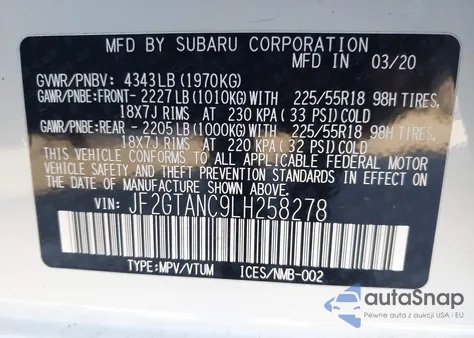 MFD BY SUBARU CORPORATION
MFD IN 03/20
GVWR/PNBV: 4343LB (1970KG)
GAWR/PNBE:FRONT- 2227LB (1010KG)WITH 225/55R18 98H TIRES,
18X7J RIMS AT 230 KPA (33 PSI) COLD
GAWR/PNBE:REAR - 2205LB (1000KG)WITH 225/55R18 98H TIRES,
18X7J RIMS AT 220 KPA (32 PSI) COLD
THIS VEHICLE CONFORMS TO ALL APPLICABLE FEDERAL MOTOR
VEHICLE SAFETY, BUMPER, AND THEFT PREVENTION STANDARDS
IN EFFECT ON THE DATE OF MANUFACTURE SHOWN ABOVE.
VIN: JF2GTANC9LH258278
TYPE:MPV/VTUM ICES/NMB-002
autoSnap
Pewne auta z aukcji USA i EU